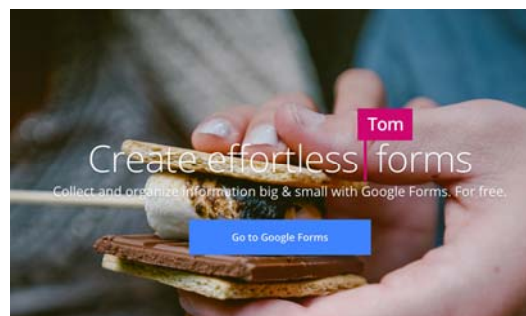 Tom
Create effortless forms
Collect and organize information big & small with Google Forms. For free.
Go to Google Forms